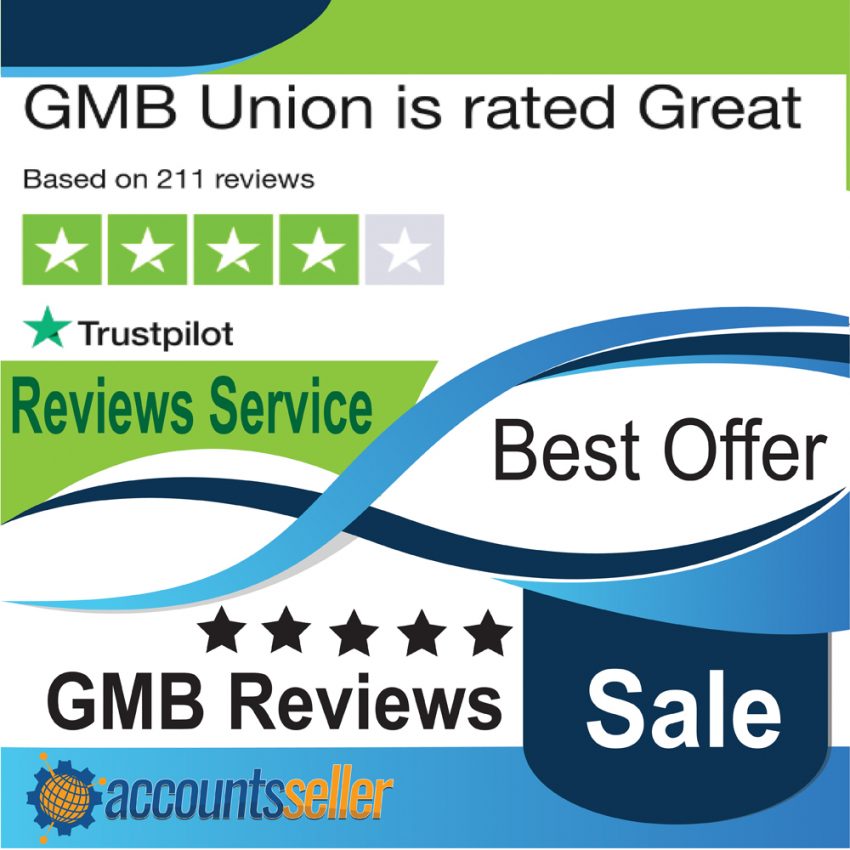 GMB Union is rated Great
Based on 211 reviews
Trustpilot
Reviews Service
Best Offer
GMB Reviews
Sale
accountsseller